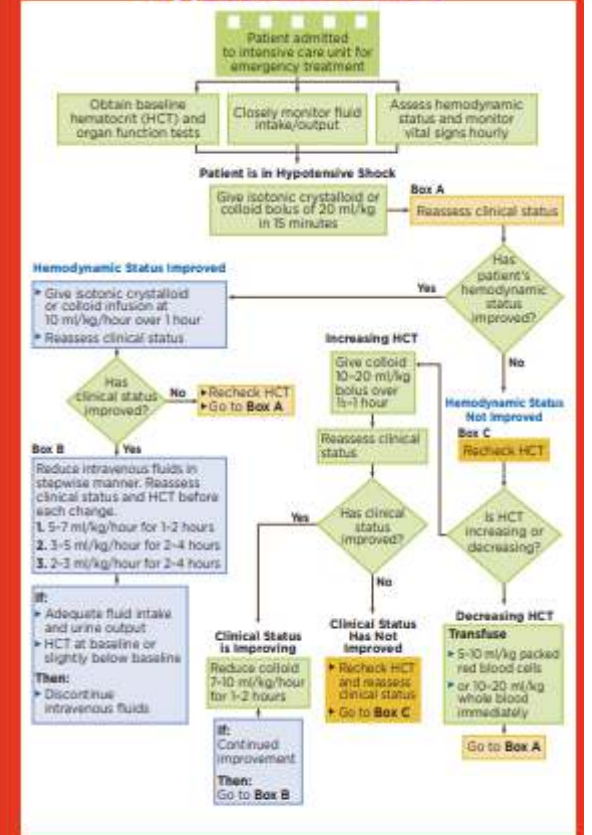 Patient admitted
to intensive care unit for
emergency treatment
Obtain baseline
hematocrit (HCT) and
organ function tests
Closely monitor fluid
intake/output
Assess hemodynamic
status and monitor
vital signs hourly
Patient is in Hypotensive Shock
Give isotonic crystalloid or
colloid bolus of 20 ml/kg
in 15 minutes
Box A
Reassess clinical status
Has
patient's
hemodynamic
status
improved?
Yes
No
Hemodynamic Status Improved
▸ Give isotonic crystalloid
or colloid infusion at
10 ml/kg/hour over 1 hour
▸ Reassess clinical status
Has
clinical status
improved?
No
▸ Recheck HCT
▸ Go to Box A
Yes
Box B
Reduce intravenous fluids in
stepwise manner. Reassess
clinical status and HCT before
each change.
1. 5-7 ml/kg/hour for 1-2 hours
2. 3-5 ml/kg/hour for 2-4 hours
3. 2-3 ml/kg/hour for 2-4 hours
If:
▸ Adequate fluid intake
and urine output
▸ HCT at baseline or
slightly below baseline
Then:
▸ Discontinue
intravenous fluids
Hemodynamic Status
Not Improved
Box C
Recheck HCT
Is HCT
increasing or
decreasing?
Increasing HCT
Give colloid
10-20 ml/kg
bolus over
½-1 hour
Reassess clinical
status
Has clinical
status
improved?
Yes
No
Clinical Status
is Improving
Reduce colloid
7-10 ml/kg/hour
for 1-2 hours
If:
Continued
improvement
Then:
Go to Box B
Clinical Status
Has Not
Improved
▸ Recheck HCT
and reassess
clinical status
▸ Go to Box C
Decreasing HCT
Transfuse
▸ 5-10 ml/kg packed
red blood cells
▸ or 10-20 ml/kg
whole blood
immediately
Go to Box A